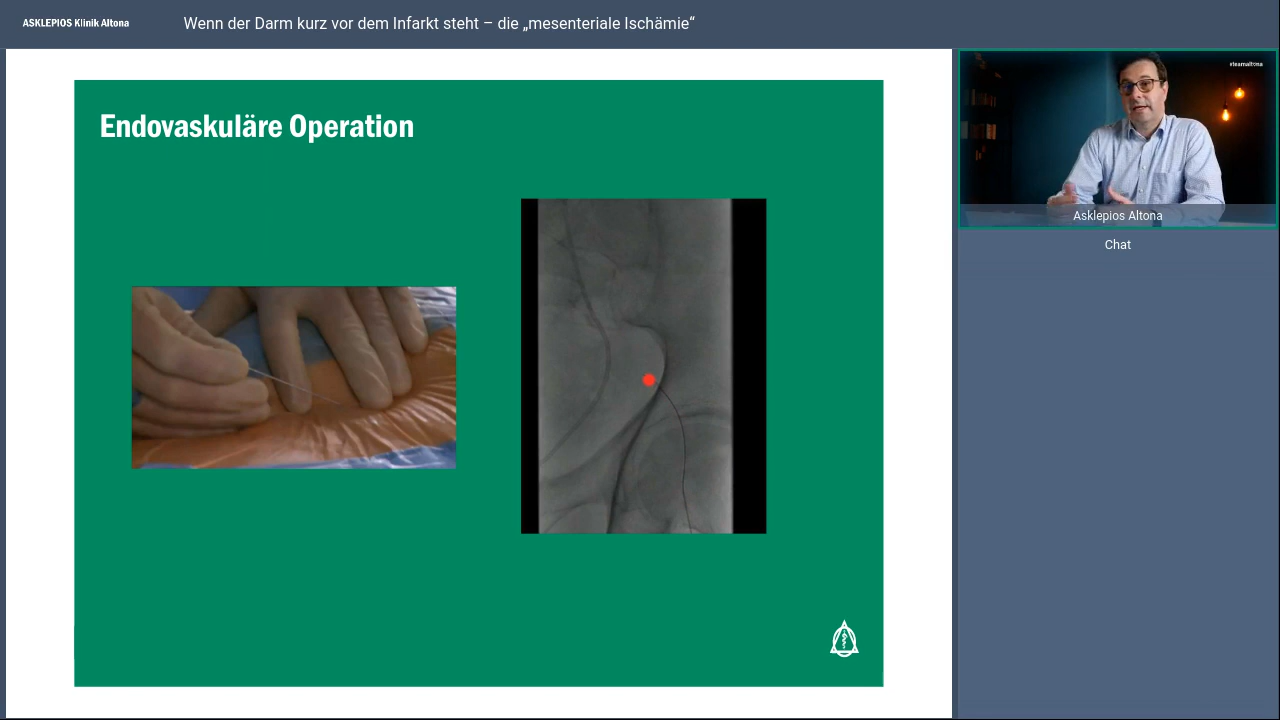 ASKLEPIOS Klinik Altona
Wenn der Darm kurz vor dem Infarkt steht – die „mesenteriale Ischämie“
Endovaskuläre Operation
#teamaltona
Asklepios Altona
Chat